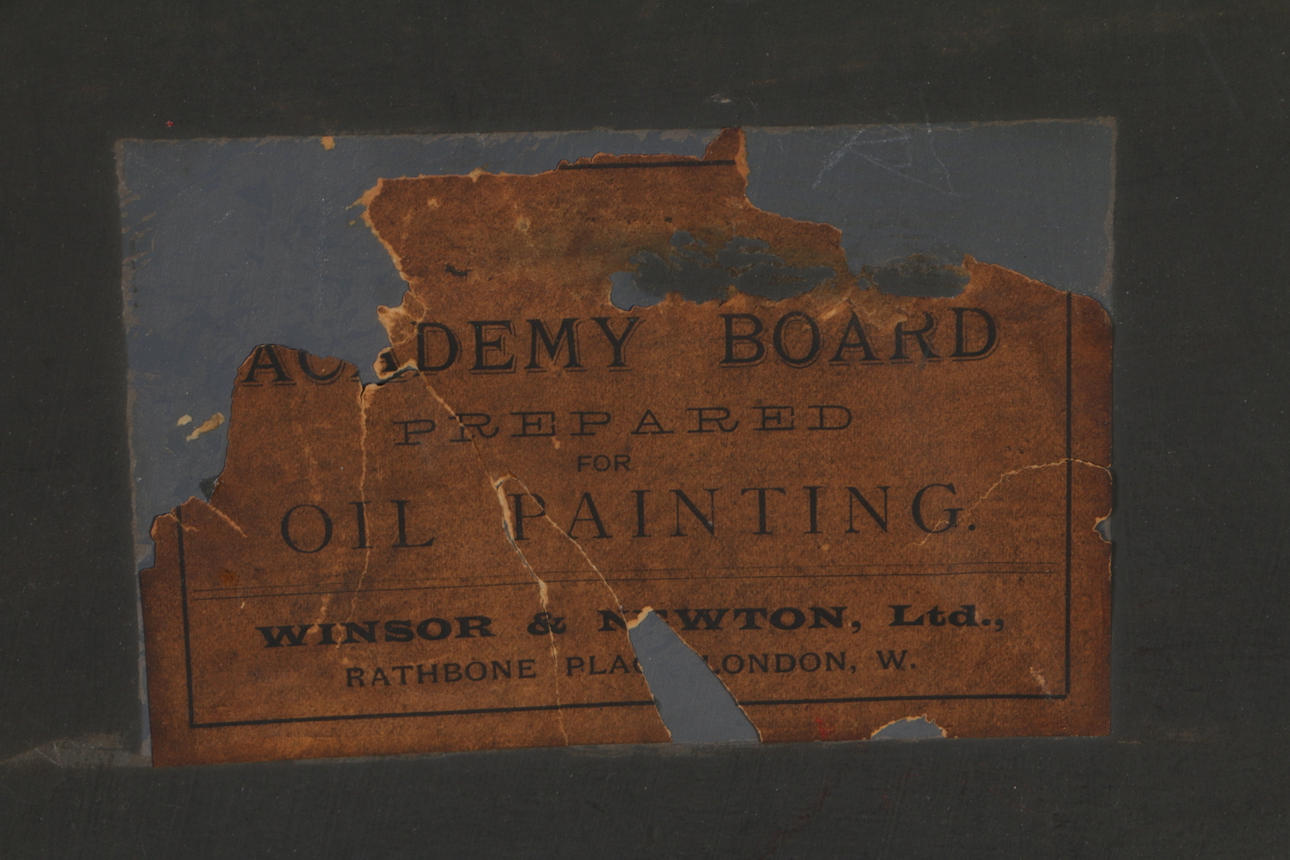 ACADEMY BOARD
PREPARED
FOR
OIL PAINTING.
WINSOR & NEWTON, Ltd.,
RATHBONE PLACE LONDON, W.